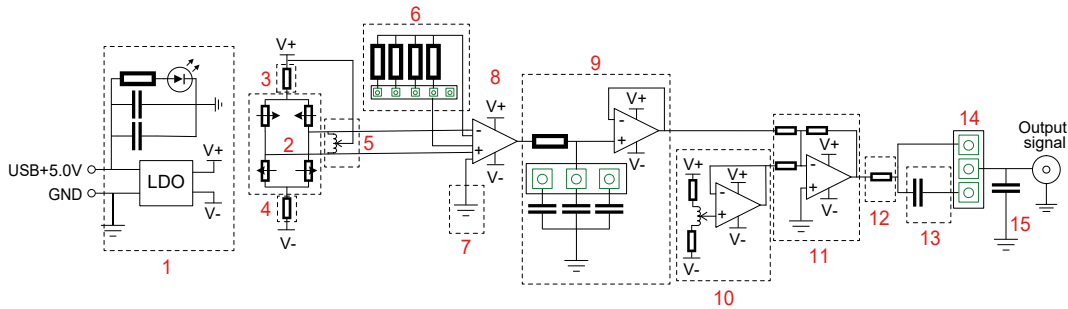 6
V+
9
3
8
V+
V+
14
V+
2
-
+
-
+
V-
Output
signal
USB+5.0V
V+
5
V-
LDO
GND
V-
4
V-
7
V+
-
+
V-
V-
10
V+
-
+
V-
11
12
13
15
1